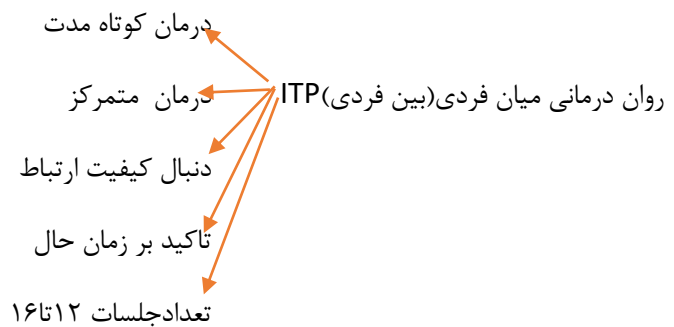 درمان کوتاه مدت
روان درمانی میان فردی(بین فردی)ITP
درمان متمرکز
دنبال کیفیت ارتباط
تاکید بر زمان حال
تعدادجلسات ۱۲تا۱۶